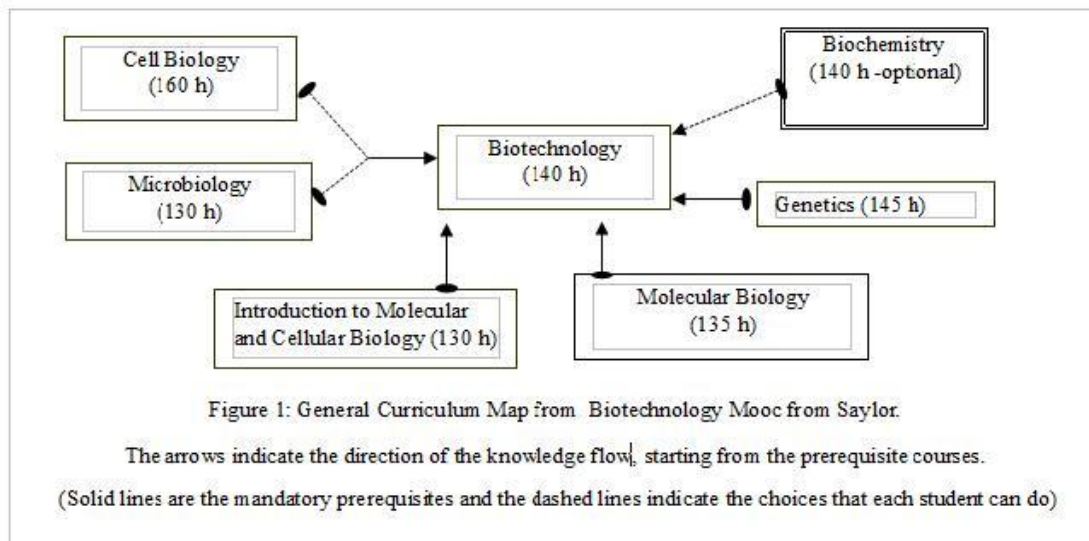 Cell Biology
(160 h)
Biochemistry
(140 h -optional)
Biotechnology
(140 h)
Microbiology
(130 h)
Genetics (145 h)
Introduction to Molecular
and Cellular Biology (130 h)
Molecular Biology
(135 h)
Figure 1: General Curriculum Map from Biotechnology Mooc from Saylor.
The arrows indicate the direction of the knowledge flow, starting from the prerequisite courses.
(Solid lines are the mandatory prerequisites and the dashed lines indicate the choices that each student can do)